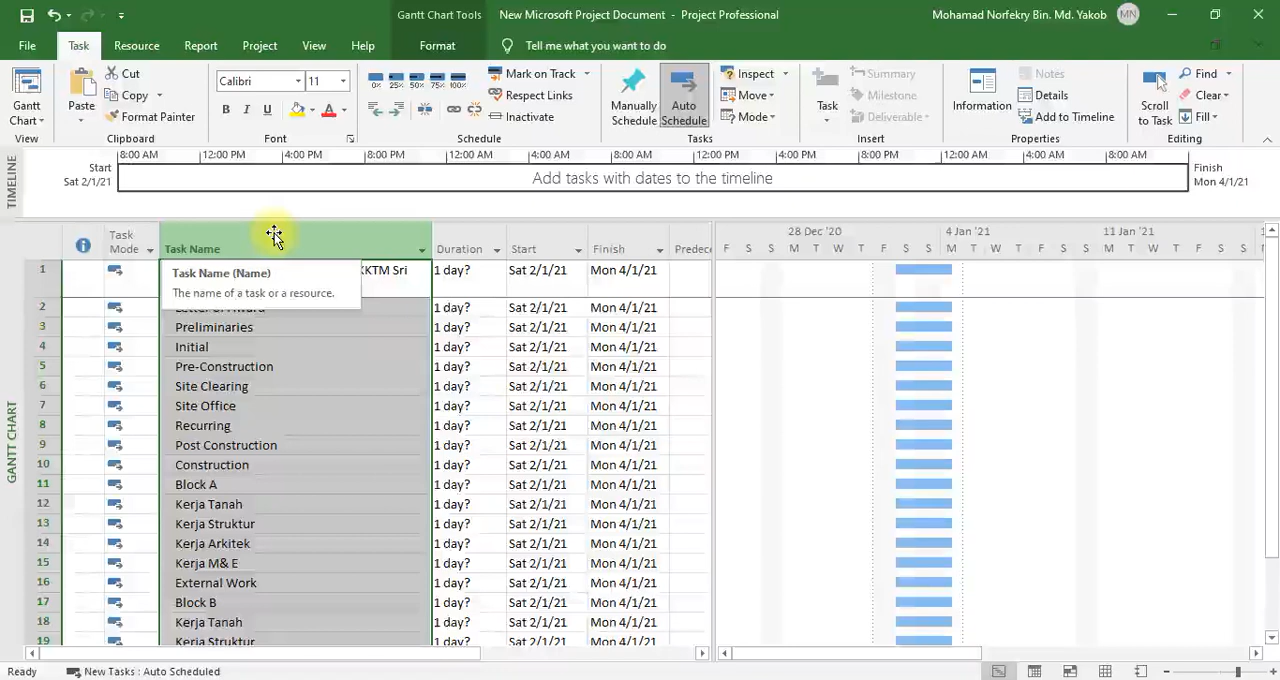 Gantt Chart Tools
New Microsoft Project Document - Project Professional
Mohamad Norfekry Bin. Md. Yakob
MN
File
Task
Resource
Report
Project
View
Help
Format
Tell me what you want to do
Gantt
Chart
View
Paste
Cut
Copy
Format Painter
Clipboard
Calibri
11
B I U
A
Font
0% 25% 50% 75% 100%
Mark on Track
Respect Links
Inactivate
Schedule
Manually
Schedule
Auto
Schedule
Inspect
Move
Mode
Tasks
Task
Summary
Milestone
Deliverable
Insert
Information
Notes
Details
Add to Timeline
Properties
Scroll
to Task
Find
Clear
Fill
Editing
TIMELINE
8:00 AM 12:00 PM 4:00 PM 8:00 PM 12:00 AM 4:00 AM 8:00 AM 12:00 PM 4:00 PM 8:00 PM 12:00 AM 4:00 AM 8:00 AM
Start
Sat 2/1/21
Add tasks with dates to the timeline
Finish
Mon 4/1/21
GANTT CHART
Task
Mode
Task Name
Duration
Start
Finish
Predece
28 Dec '20 4 Jan '21 11 Jan '21
F S S M T W T F S S M T W T F S S M T W T F S S
Task Name (Name)
The name of a task or a resource.
1 KKTM Sri 1 day? Sat 2/1/21 Mon 4/1/21
2 1 day? Sat 2/1/21 Mon 4/1/21
3 Preliminaries 1 day? Sat 2/1/21 Mon 4/1/21
4 Initial 1 day? Sat 2/1/21 Mon 4/1/21
5 Pre-Construction 1 day? Sat 2/1/21 Mon 4/1/21
6 Site Clearing 1 day? Sat 2/1/21 Mon 4/1/21
7 Site Office 1 day? Sat 2/1/21 Mon 4/1/21
8 Recurring 1 day? Sat 2/1/21 Mon 4/1/21
9 Post Construction 1 day? Sat 2/1/21 Mon 4/1/21
10 Construction 1 day? Sat 2/1/21 Mon 4/1/21
11 Block A 1 day? Sat 2/1/21 Mon 4/1/21
12 Kerja Tanah 1 day? Sat 2/1/21 Mon 4/1/21
13 Kerja Struktur 1 day? Sat 2/1/21 Mon 4/1/21
14 Kerja Arkitek 1 day? Sat 2/1/21 Mon 4/1/21
15 Kerja M& E 1 day? Sat 2/1/21 Mon 4/1/21
16 External Work 1 day? Sat 2/1/21 Mon 4/1/21
17 Block B 1 day? Sat 2/1/21 Mon 4/1/21
18 Kerja Tanah 1 day? Sat 2/1/21 Mon 4/1/21
19 Kerja Struktur 1 day? Sat 2/1/21 Mon 4/1/21
Ready
New Tasks : Auto Scheduled